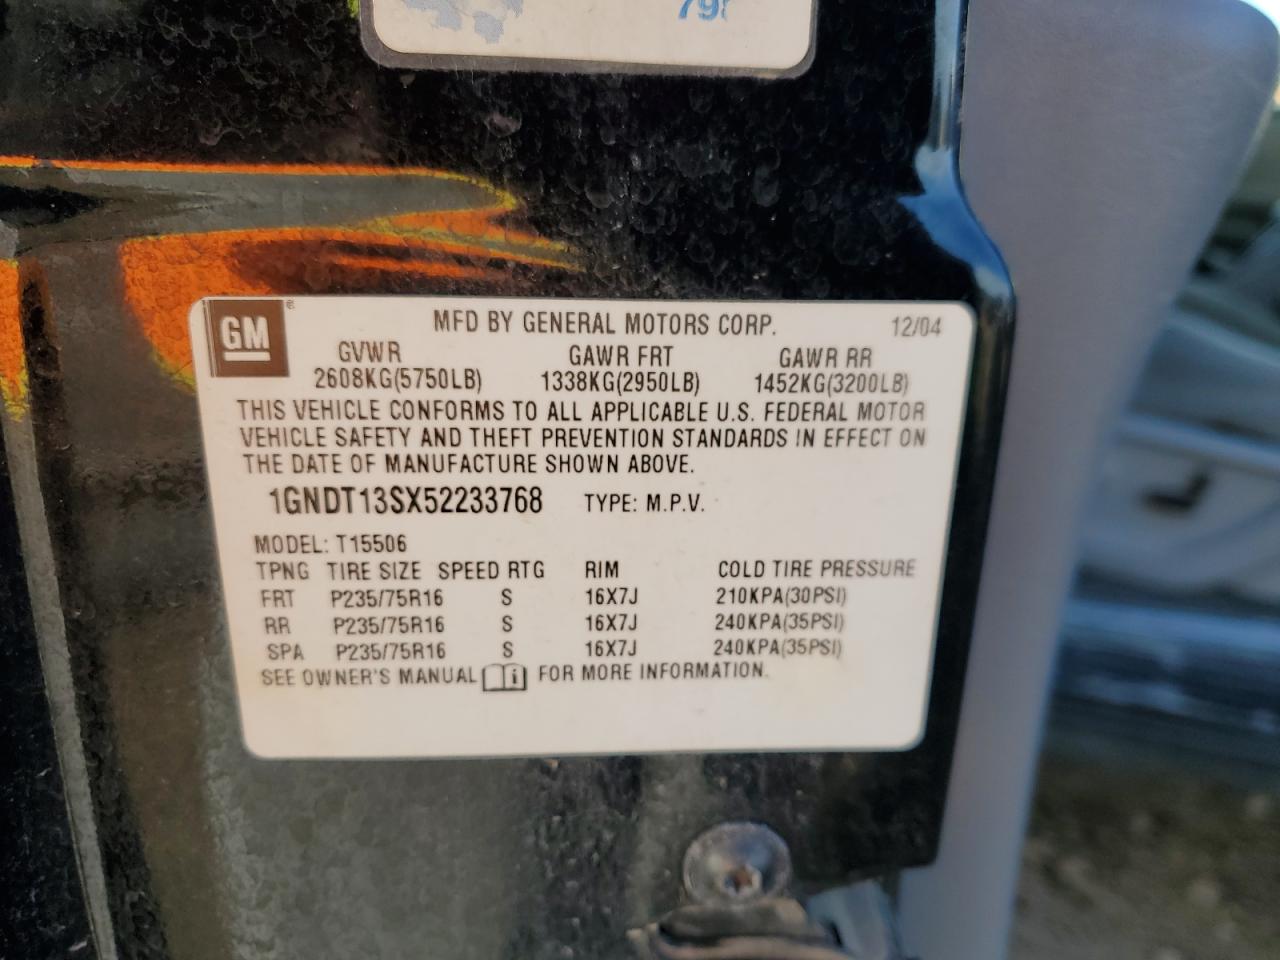 798
GM ®
MFD BY GENERAL MOTORS CORP. 12/04
GVWR GAWR FRT GAWR RR
2608KG(5750LB) 1338KG(2950LB) 1452KG(3200LB)
THIS VEHICLE CONFORMS TO ALL APPLICABLE U.S. FEDERAL MOTOR
VEHICLE SAFETY AND THEFT PREVENTION STANDARDS IN EFFECT ON
THE DATE OF MANUFACTURE SHOWN ABOVE.
1GNDT13SX52233768 TYPE: M.P.V.
MODEL: T15506
TPNG TIRE SIZE SPEED RTG RIM COLD TIRE PRESSURE
FRT P235/75R16 S 16X7J 210KPA(30PSI)
RR P235/75R16 S 16X7J 240KPA(35PSI)
SPA P235/75R16 S 16X7J 240KPA(35PSI)
SEE OWNER'S MANUAL i FOR MORE INFORMATION.